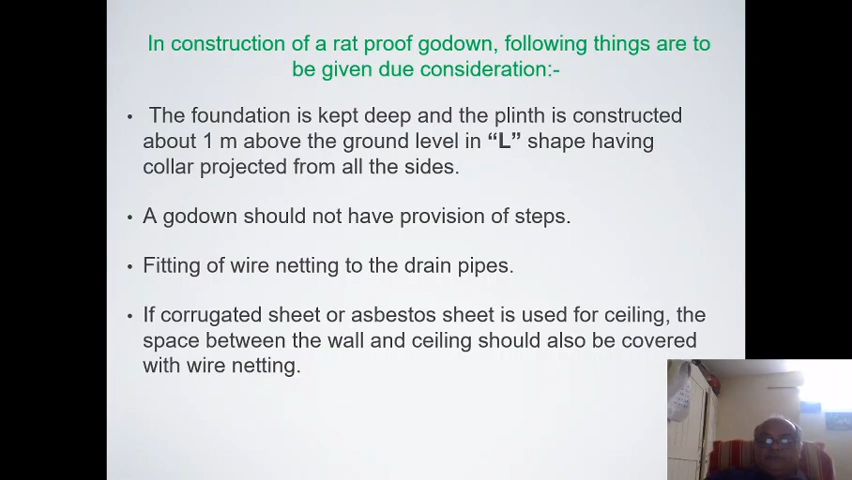 In construction of a rat proof godown, following things are to
be given due consideration:-
• The foundation is kept deep and the plinth is constructed
about 1 m above the ground level in “L” shape having
collar projected from all the sides.
• A godown should not have provision of steps.
• Fitting of wire netting to the drain pipes.
• If corrugated sheet or asbestos sheet is used for ceiling, the
space between the wall and ceiling should also be covered
with wire netting.